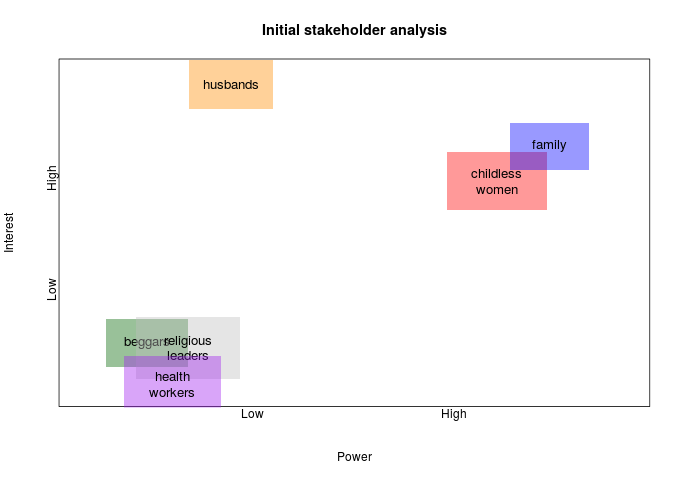 Initial stakeholder analysis
husbands
family
childless
women
High
Interest
Low
beggars
religious
leaders
health
workers
Low
High
Power